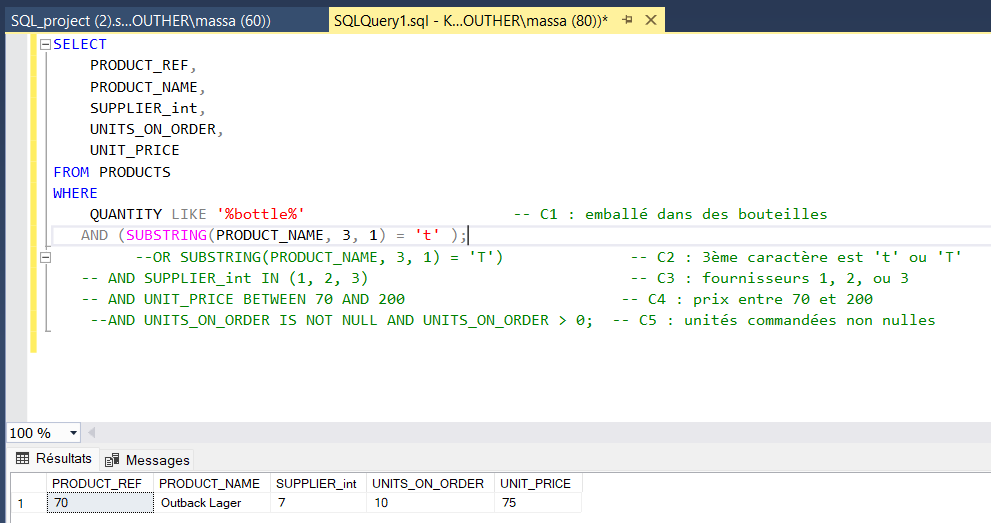 SQL_project (2).s...OUTHER\massa (60))
SQLQuery1.sql - K...OUTHER\massa (80))*
SELECT
PRODUCT_REF,
PRODUCT_NAME,
SUPPLIER_int,
UNITS_ON_ORDER,
UNIT_PRICE
FROM PRODUCTS
WHERE
QUANTITY LIKE '%bottle%' -- C1 : emballé dans des bouteilles
AND (SUBSTRING(PRODUCT_NAME, 3, 1) = 't' );
--OR SUBSTRING(PRODUCT_NAME, 3, 1) = 'T') -- C2 : 3ème caractère est 't' ou 'T'
-- AND SUPPLIER_int IN (1, 2, 3) -- C3 : fournisseurs 1, 2, ou 3
-- AND UNIT_PRICE BETWEEN 70 AND 200 -- C4 : prix entre 70 et 200
--AND UNITS_ON_ORDER IS NOT NULL AND UNITS_ON_ORDER > 0; -- C5 : unités commandées non nulles
100 %
Résultats Messages
PRODUCT_REF PRODUCT_NAME SUPPLIER_int UNITS_ON_ORDER UNIT_PRICE
1 70 Outback Lager 7 10 75